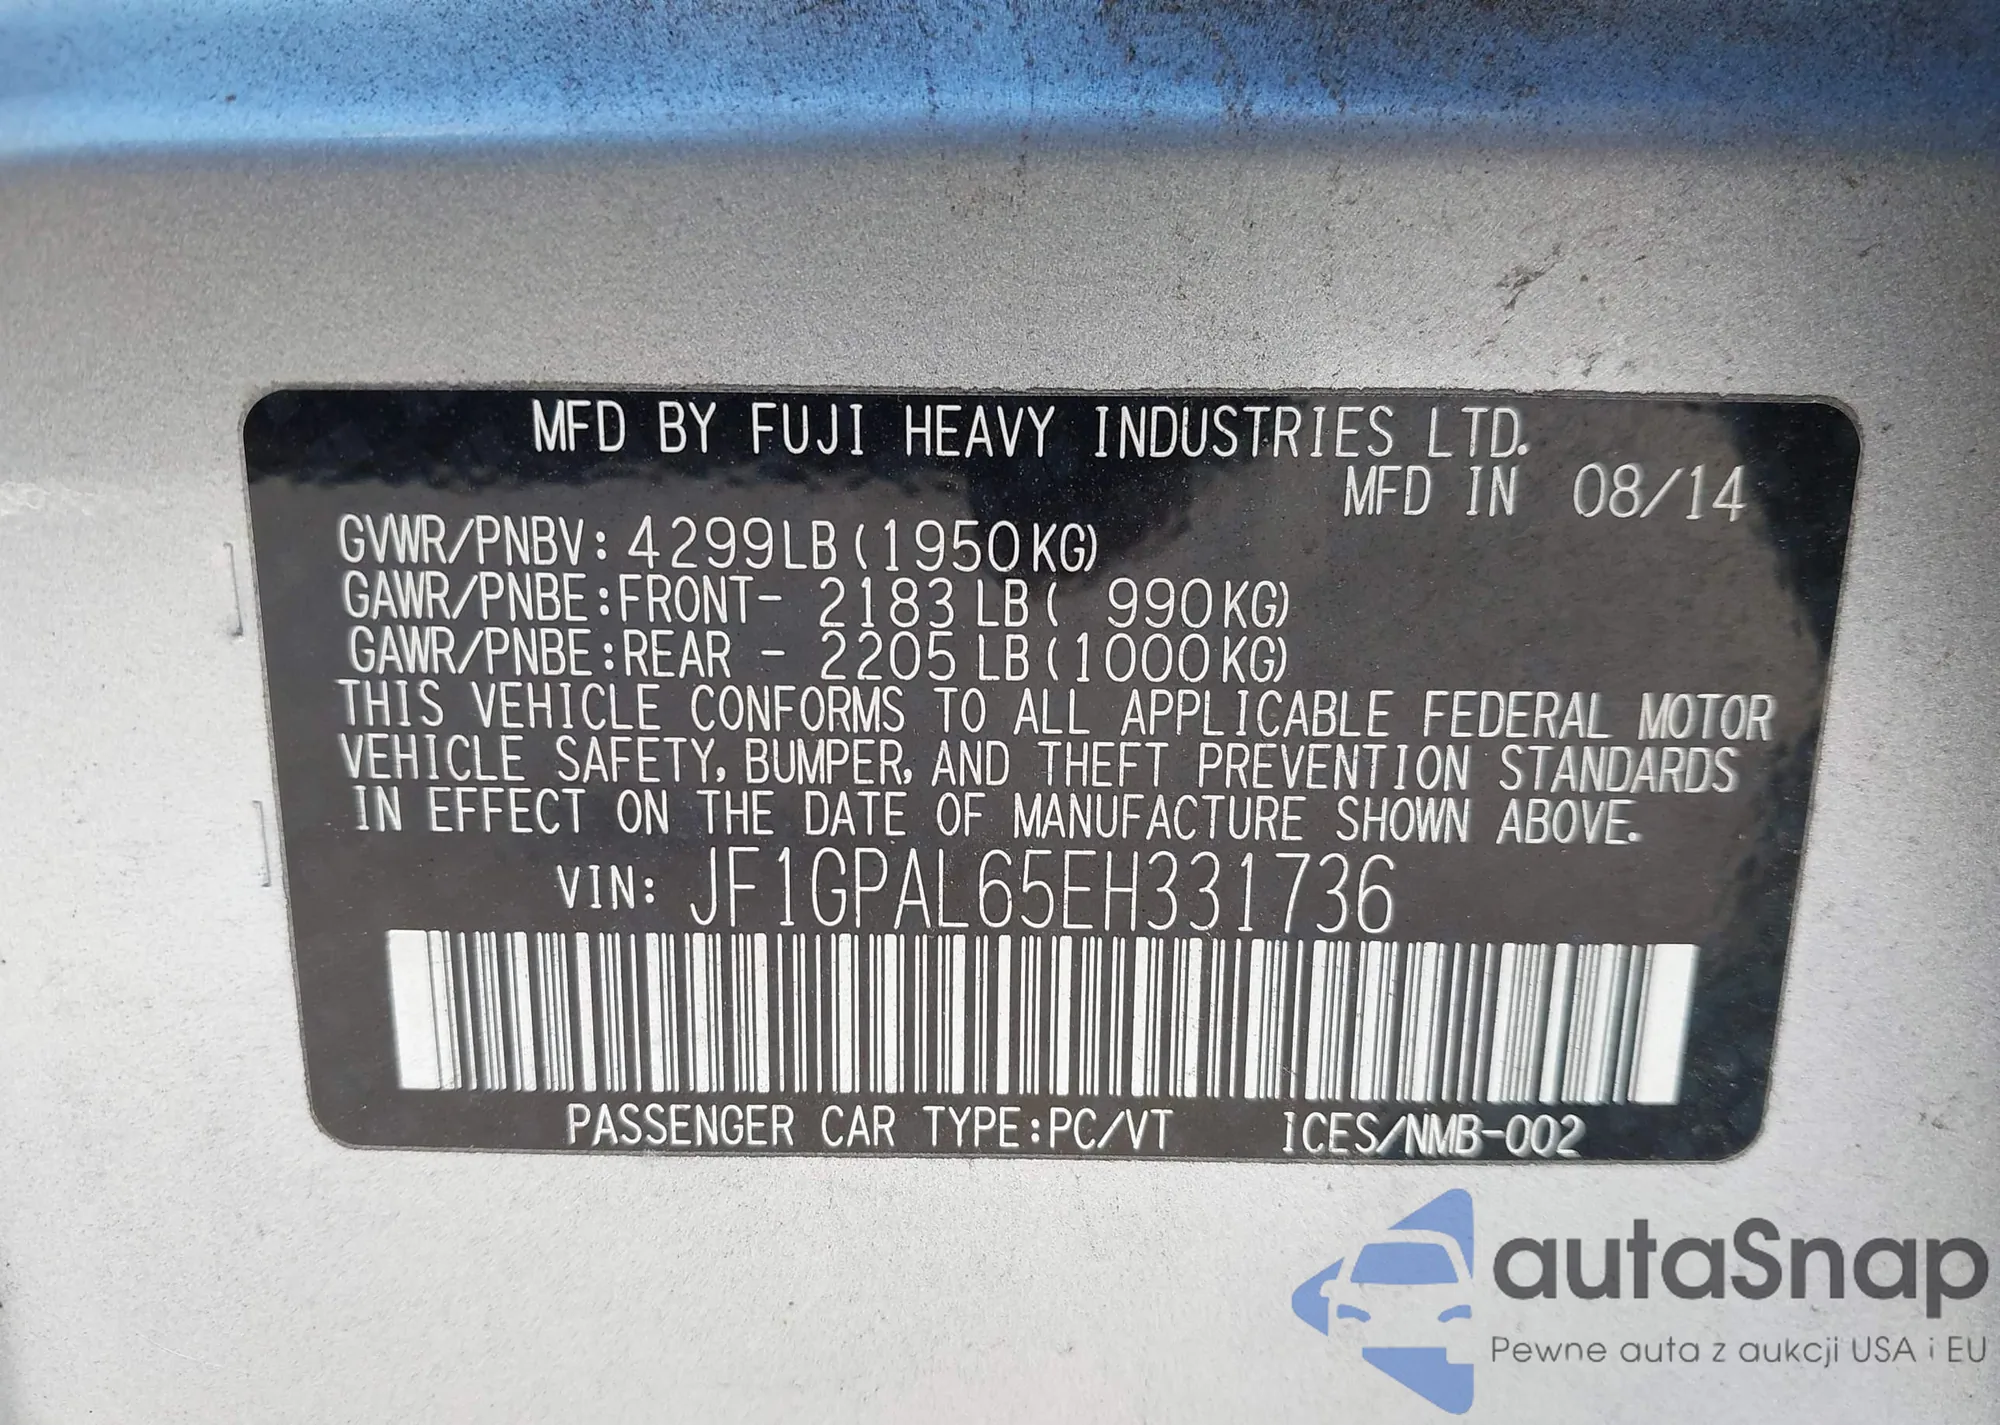 MFD BY FUJI HEAVY INDUSTRIES LTD.
MFD IN 08/14
GVWR/PNBV: 4299LB(1950KG)
GAWR/PNBE:FRONT- 2183LB( 990KG)
GAWR/PNBE:REAR - 2205LB(1000KG)
THIS VEHICLE CONFORMS TO ALL APPLICABLE FEDERAL MOTOR
VEHICLE SAFETY, BUMPER, AND THEFT PREVENTION STANDARDS
IN EFFECT ON THE DATE OF MANUFACTURE SHOWN ABOVE.
VIN: JF1GPAL65EH331736
PASSENGER CAR TYPE:PC/VT ICES/NMB-002
autaSnap
Pewne auta z aukcji USA i EU